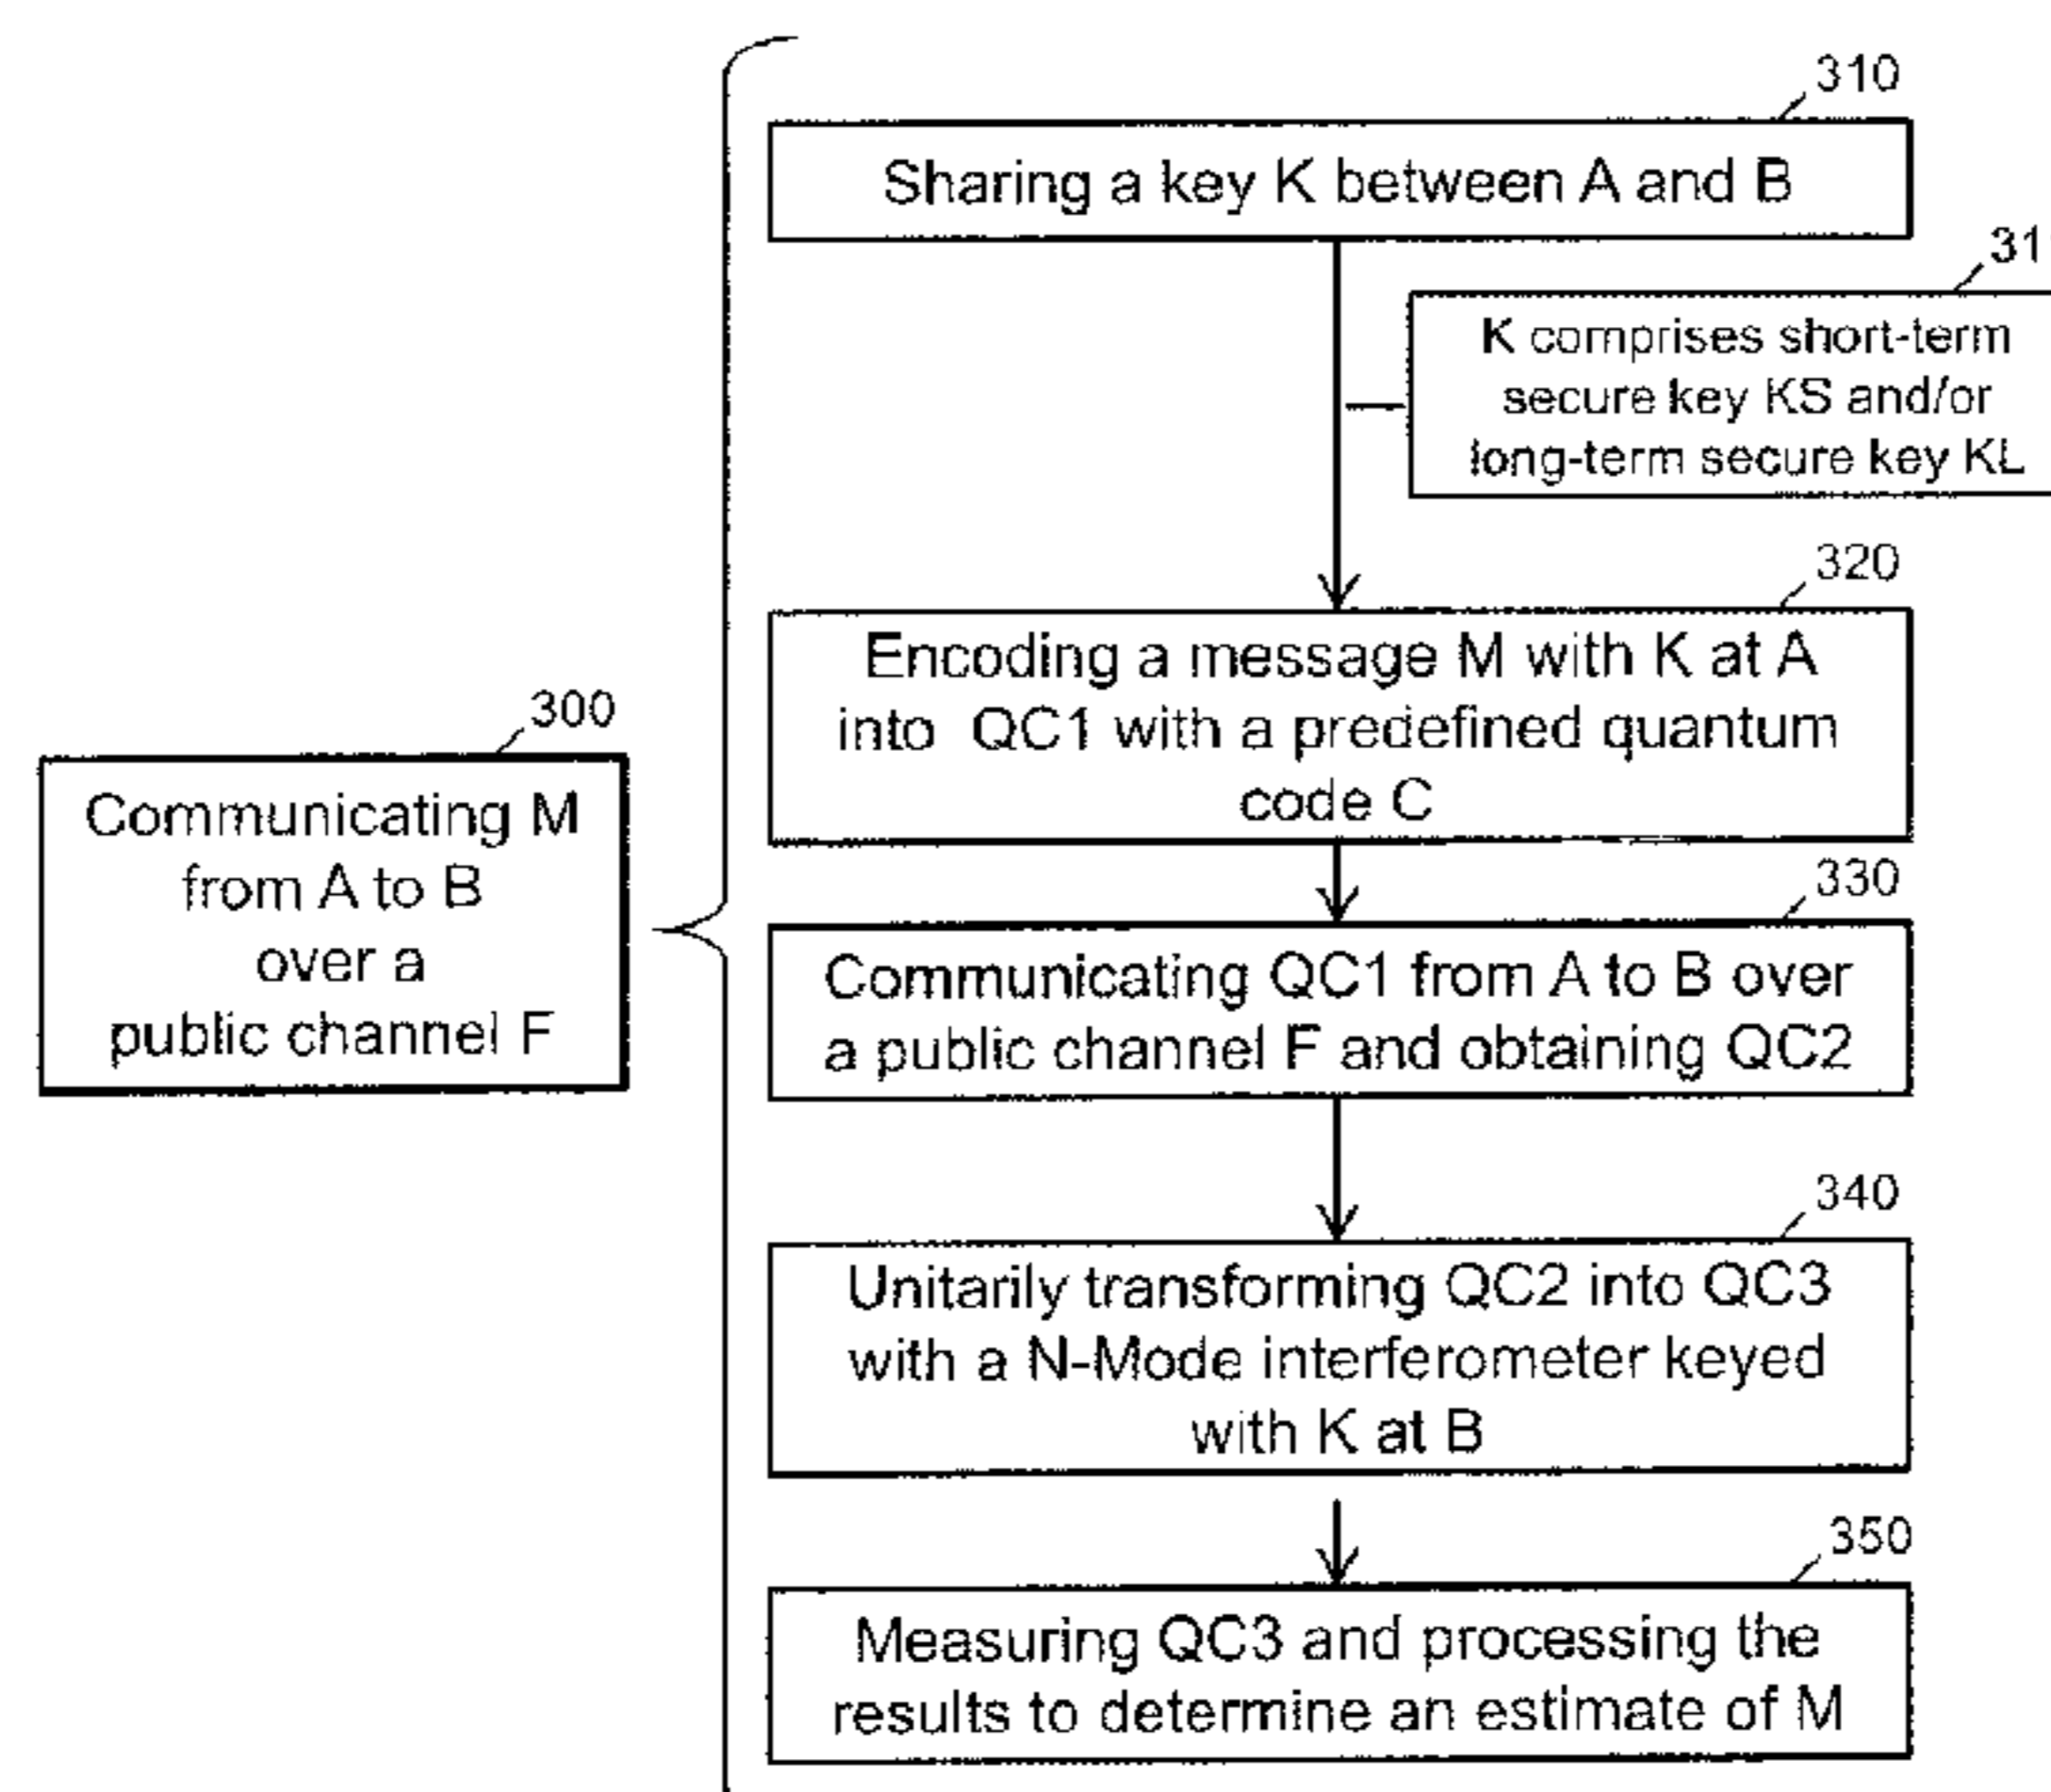 310
Sharing a key K between A and B
K comprises short-term
secure key KS and/or
long-term secure key KL
320
Encoding a message M with K at A
into QC1 with a predefined quantum
code C
300
Communicating M
from A to B
over a
public channel F
330
Communicating QC1 from A to B over
a public channel F and obtaining QC2
340
Unitarily transforming QC2 into QC3
with a N-Mode interferometer keyed
with K at B
350
Measuring QC3 and processing the
results to determine an estimate of M